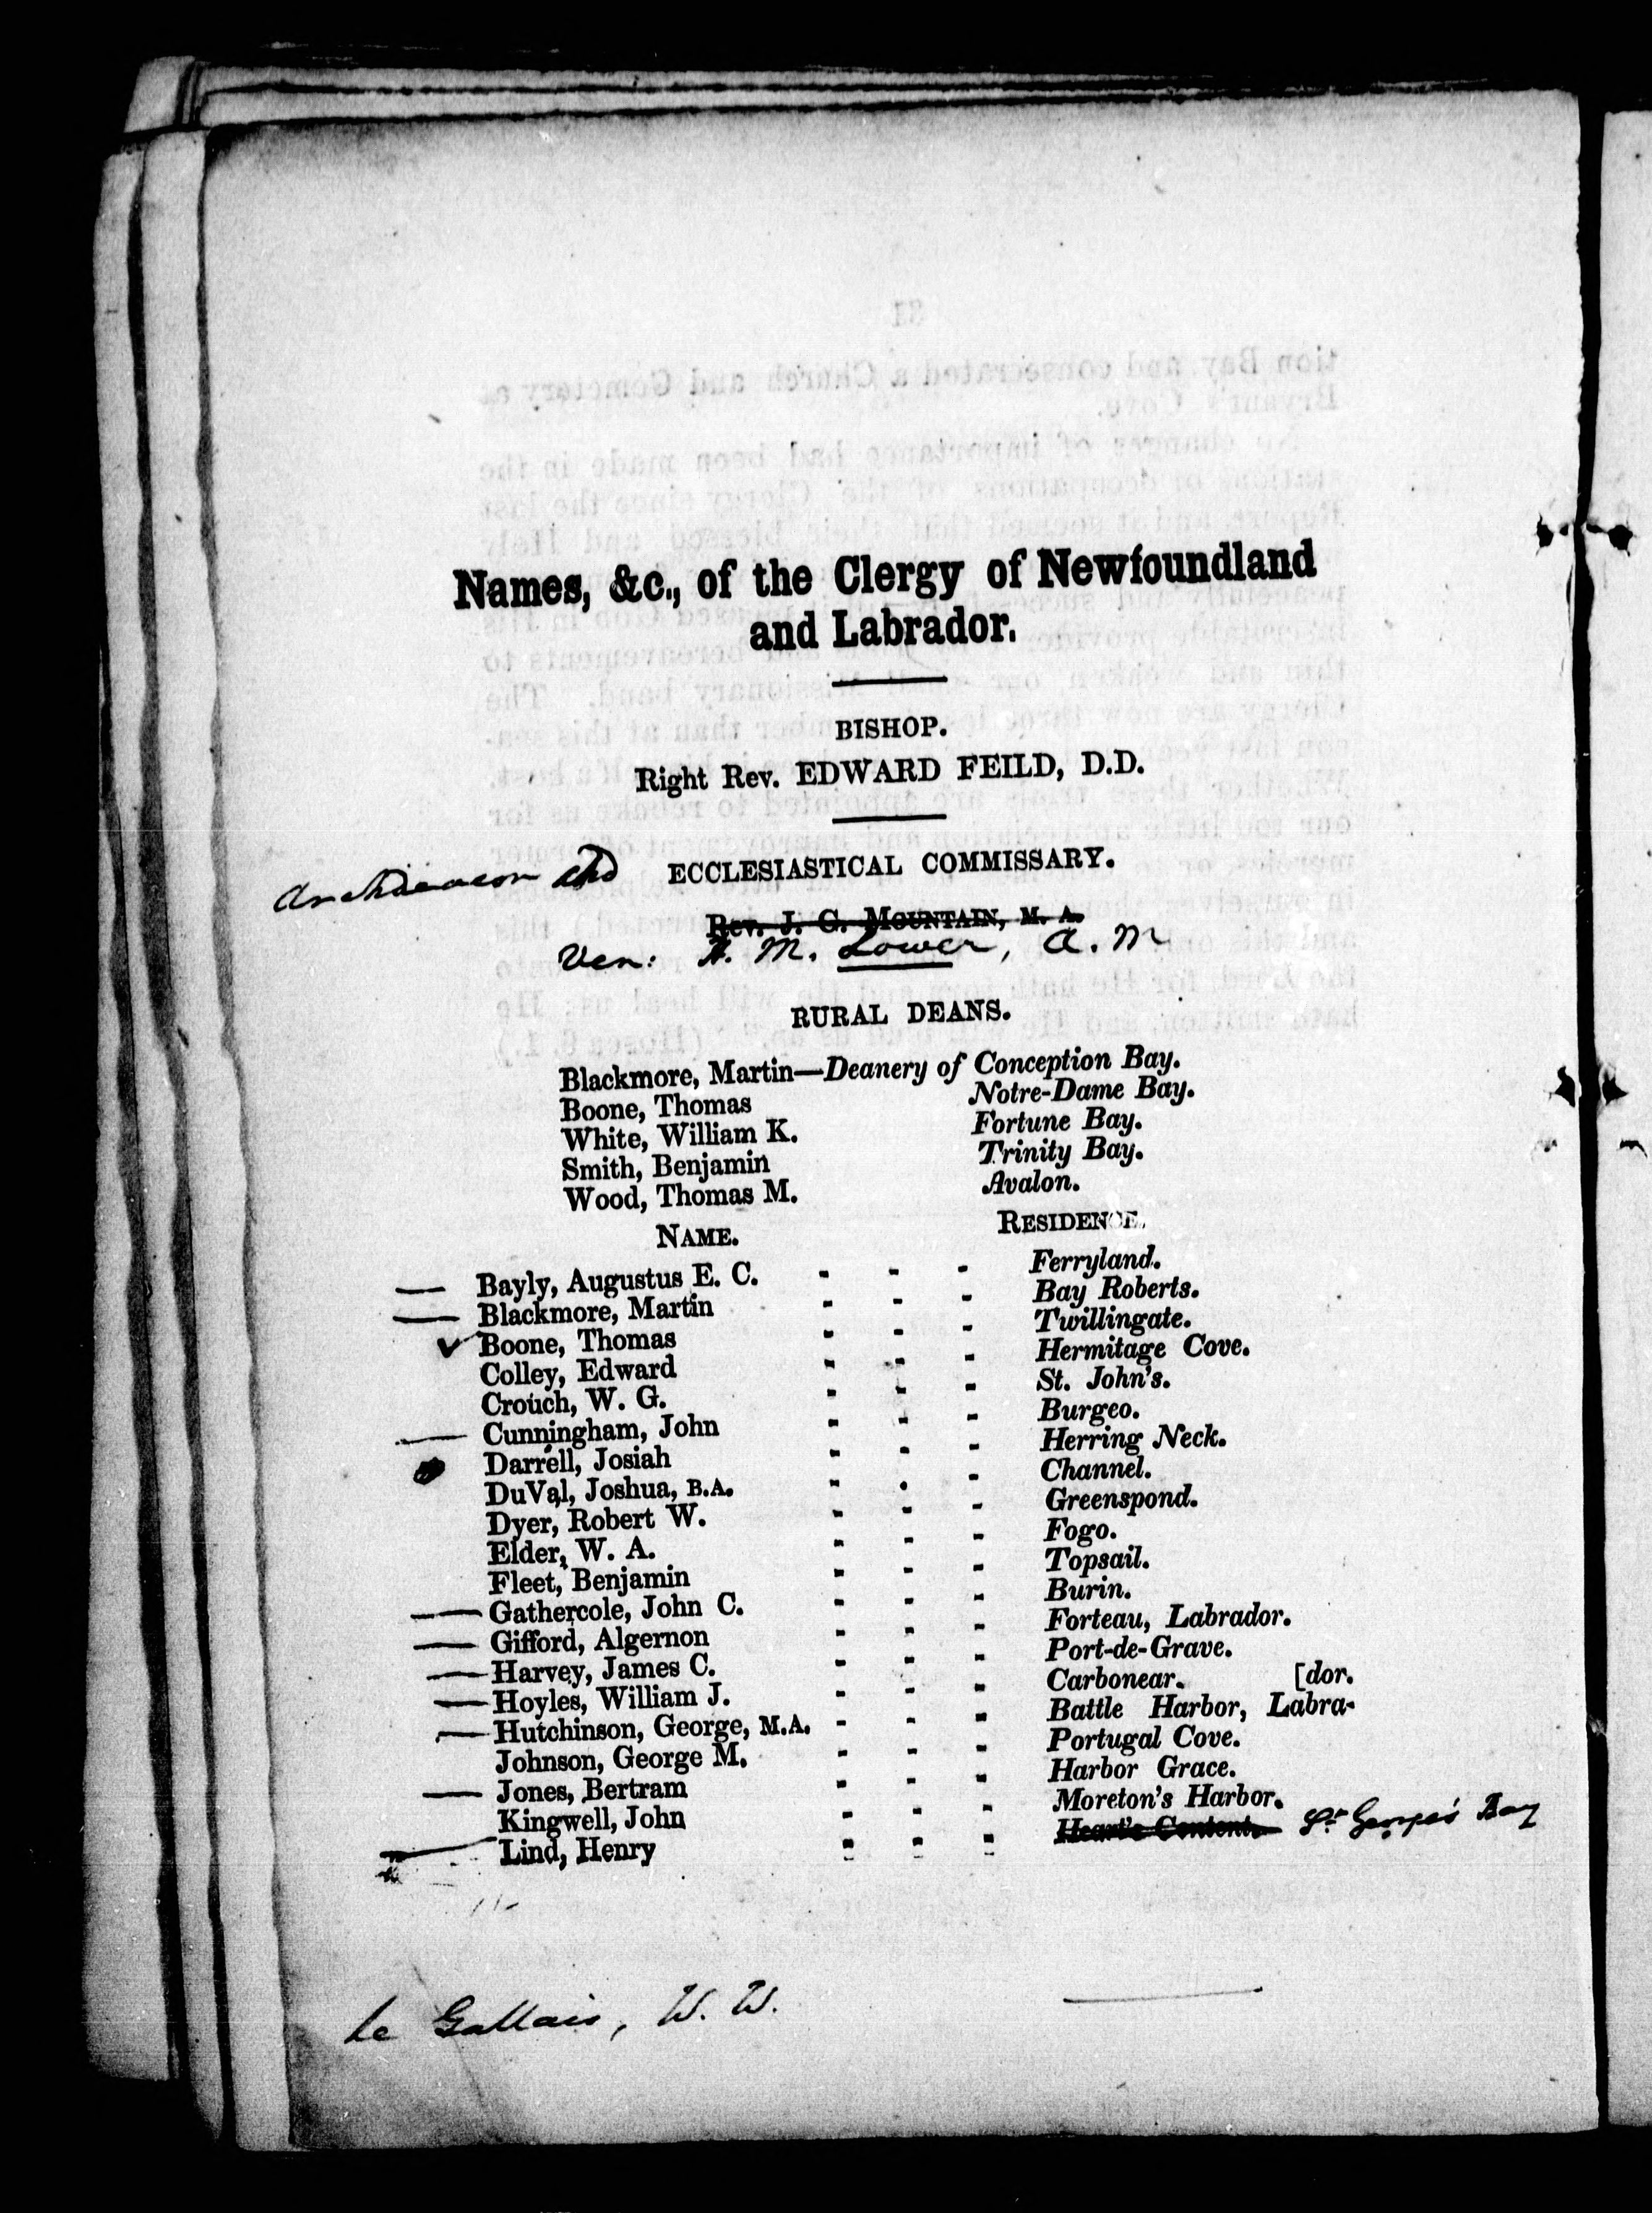 Names, &c., of the Clergy of Newfoundland
and Labrador.
BISHOP.
Right Rev. EDWARD FEILD, D.D.
Archdeacon and ECCLESIASTICAL COMMISSARY.
Rev. J. G. MOUNTAIN, M. A.
Ven: H. M. Lower, A. M
RURAL DEANS.
Blackmore, Martin—Deanery of Conception Bay.
Boone, Thomas Notre-Dame Bay.
White, William K. Fortune Bay.
Smith, Benjamin Trinity Bay.
Wood, Thomas M. Avalon.
NAME. RESIDENCE.
— Bayly, Augustus E. C. - - - Ferryland.
— Blackmore, Martin - - - Bay Roberts.
✓ Boone, Thomas - - - Twillingate.
Colley, Edward - - - Hermitage Cove.
Crouch, W. G. - - - St. John's.
— Cunningham, John - - - Burgeo.
Darrell, Josiah - - - Herring Neck.
DuVal, Joshua, B.A. - - - Channel.
Dyer, Robert W. - - - Greenspond.
Elder, W. A. - - - Fogo.
Fleet, Benjamin - - - Topsail.
— Gathercole, John C. - - - Burin.
— Gifford, Algernon - - - Forteau, Labrador.
— Harvey, James C. - - - Port-de-Grave.
— Hoyles, William J. - - - Carbonear. [dor.
— Hutchinson, George, M.A. - - - Battle Harbor, Labra-
Johnson, George M. - - - Portugal Cove.
— Jones, Bertram - - - Harbor Grace.
Kingwell, John - - - Moreton's Harbor.
— Lind, Henry - - - Heart's Content. St. George's Bay
Le Gallais, W. W.